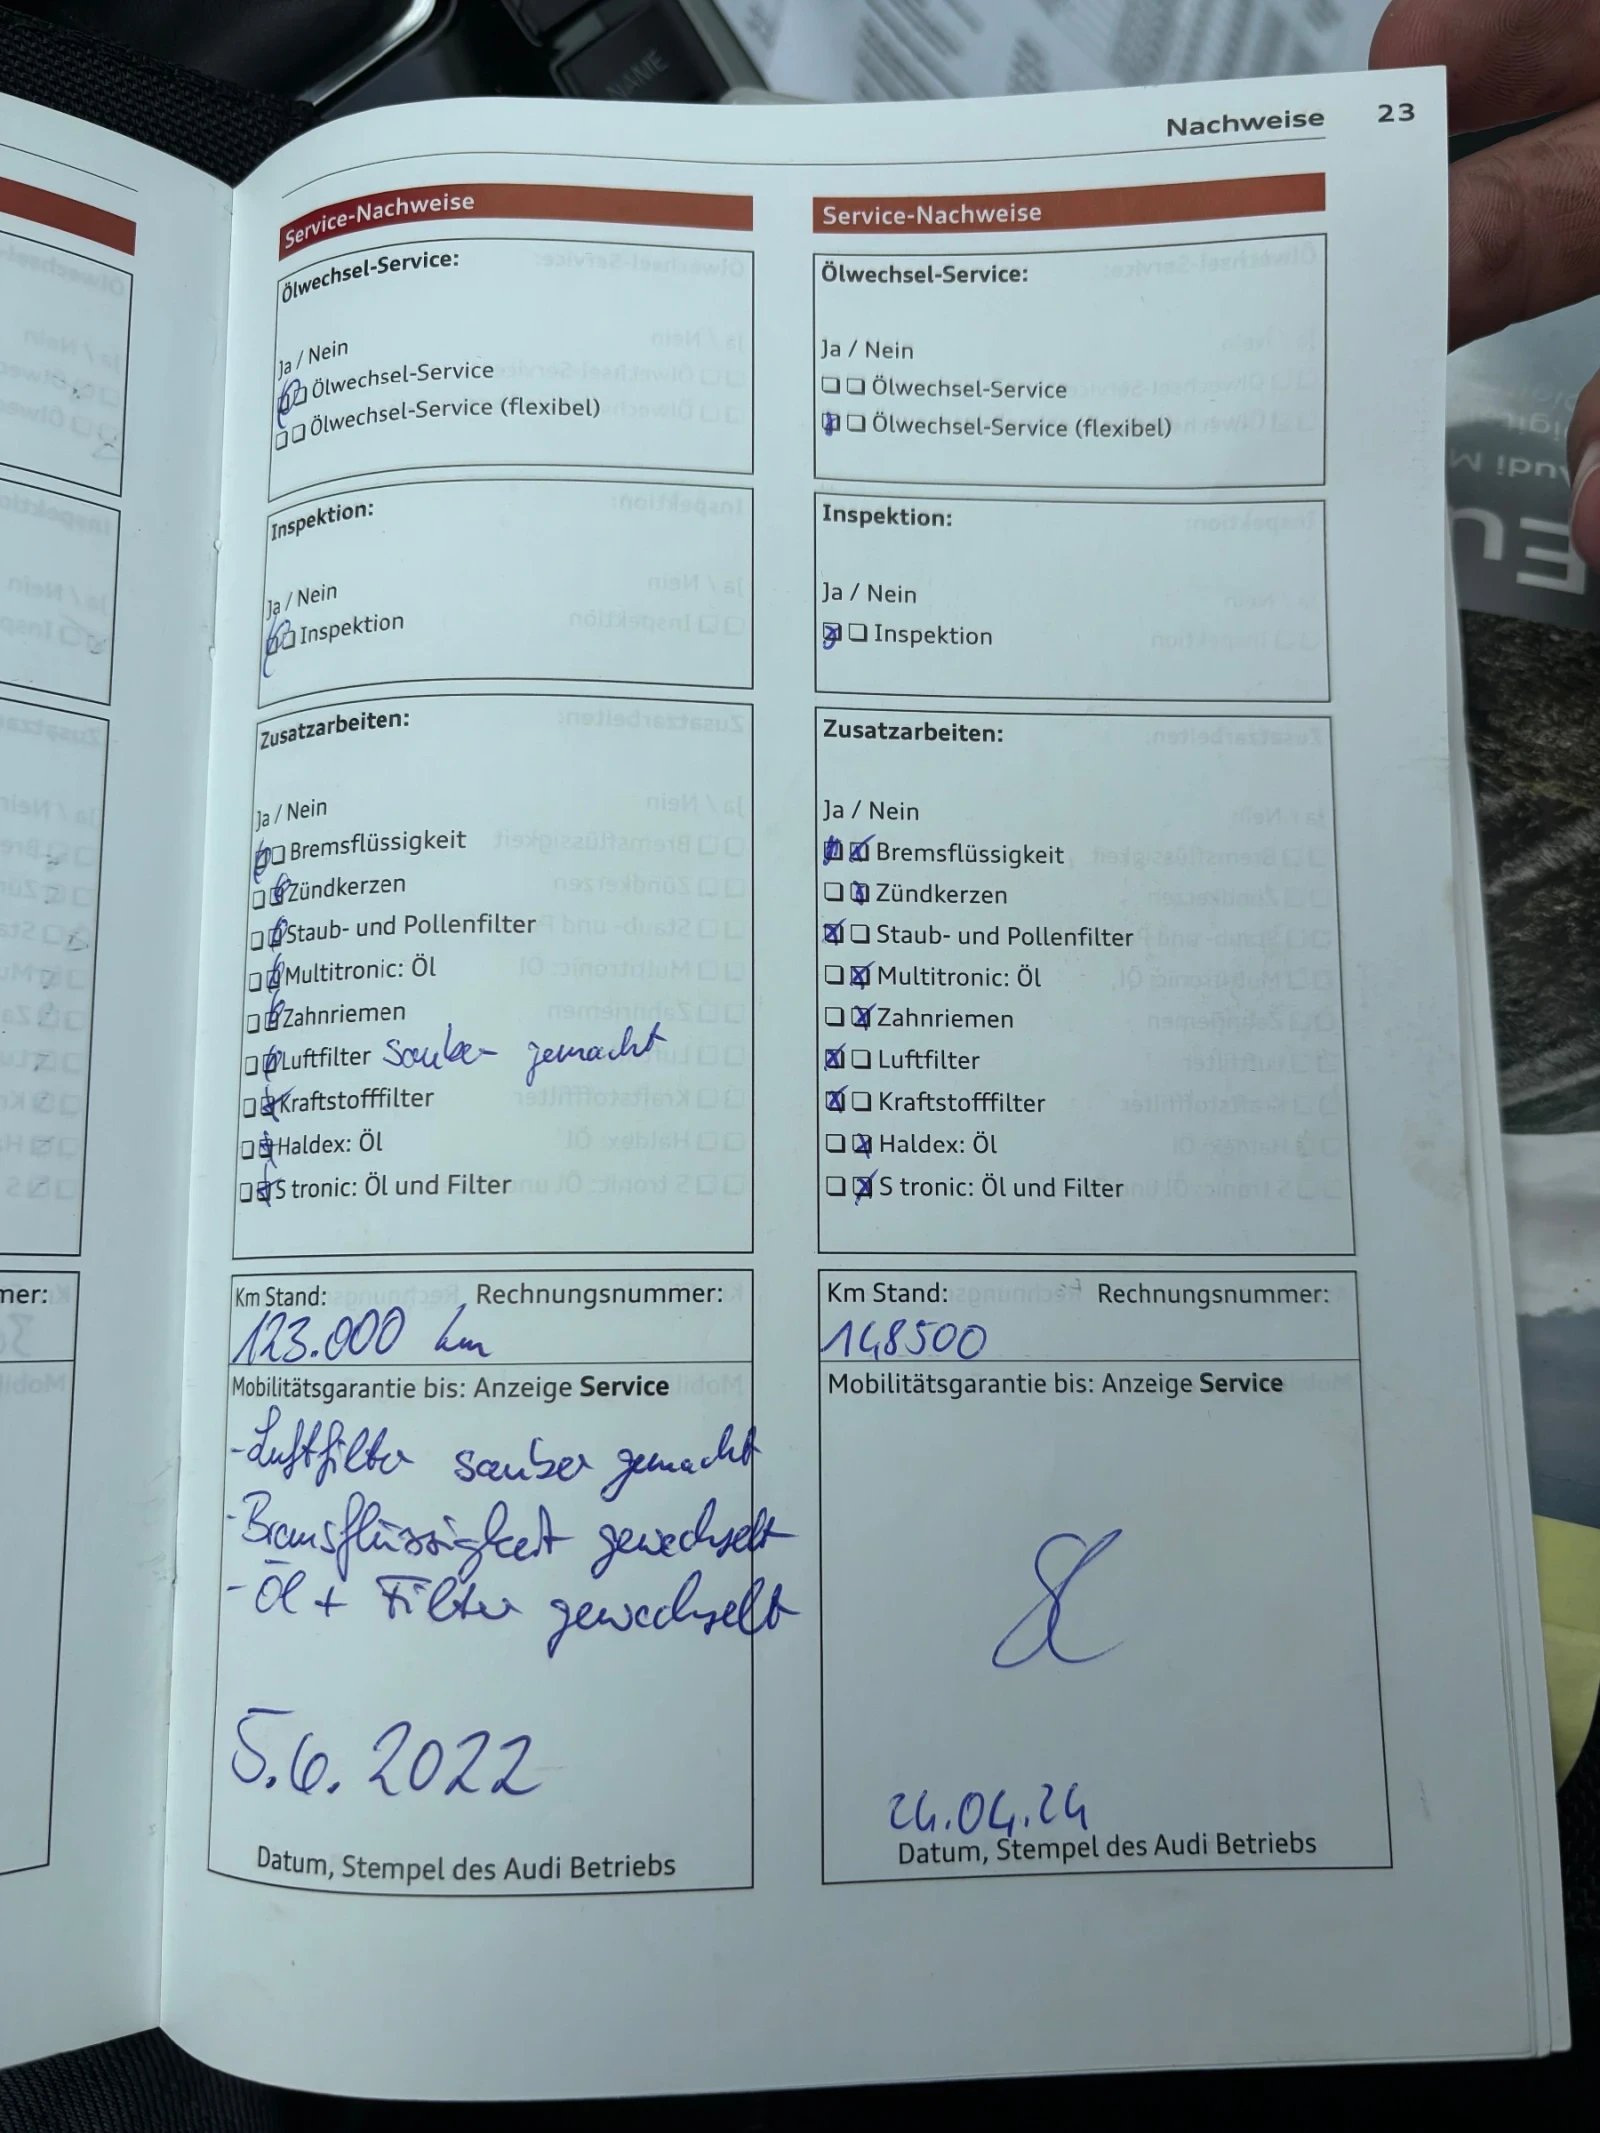 NAME
Nachweise 23
Service-Nachweise
Ölwechsel-Service:
Ja / Nein
Ölwechsel-Service
Ölwechsel-Service (flexibel)
Inspektion:
Ja / Nein
Inspektion
Zusatzarbeiten:
Ja / Nein
Bremsflüssigkeit
Zündkerzen
Staub- und Pollenfilter
Multitronic: Öl
Zahnriemen
Luftfilter sauber gemacht
Kraftstofffilter
Haldex: Öl
S tronic: Öl und Filter
Km Stand: Rechnungsnummer:
123.000 km
Mobilitätsgarantie bis: Anzeige Service
- Luftfilter sauber gemacht
- Bremsflüssigkeit gewechselt
- Öl + Filter gewechselt
5.6.2022
Datum, Stempel des Audi Betriebs
Service-Nachweise
Ölwechsel-Service:
Ja / Nein
Ölwechsel-Service
Ölwechsel-Service (flexibel)
Inspektion:
Ja / Nein
Inspektion
Zusatzarbeiten:
Ja / Nein
Bremsflüssigkeit
Zündkerzen
Staub- und Pollenfilter
Multitronic: Öl
Zahnriemen
Luftfilter
Kraftstofffilter
Haldex: Öl
S tronic: Öl und Filter
Km Stand: Rechnungsnummer:
148500
Mobilitätsgarantie bis: Anzeige Service
24.04.24
Datum, Stempel des Audi Betriebs